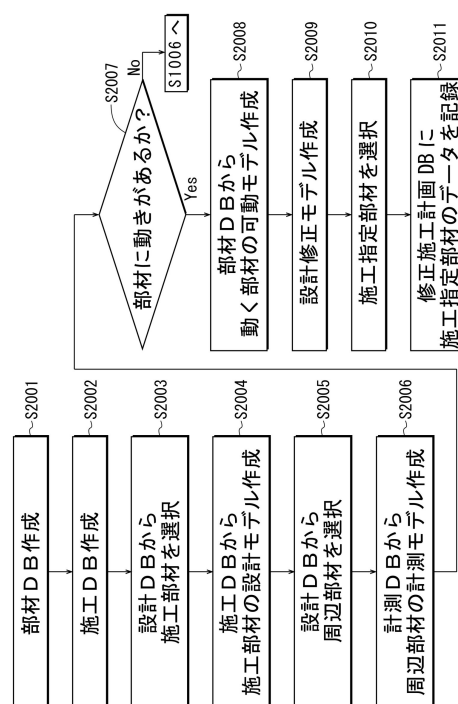 部材DB作成
S2001
施工DB作成
S2002
設計DBから
施工部材を選択
S2003
施工DBから
施工部材の設計モデル作成
S2004
設計DBから
周辺部材を選択
S2005
計測DBから
周辺部材の計測モデル作成
S2006
部材に動きがあるか?
S2007
No
S1006 へ
Yes
部材DBから
動く部材の可動モデル作成
S2008
設計修正モデル作成
S2009
施工指定部材を選択
S2010
修正施工計画 DB に
施工指定部材のデータを記録
S2011